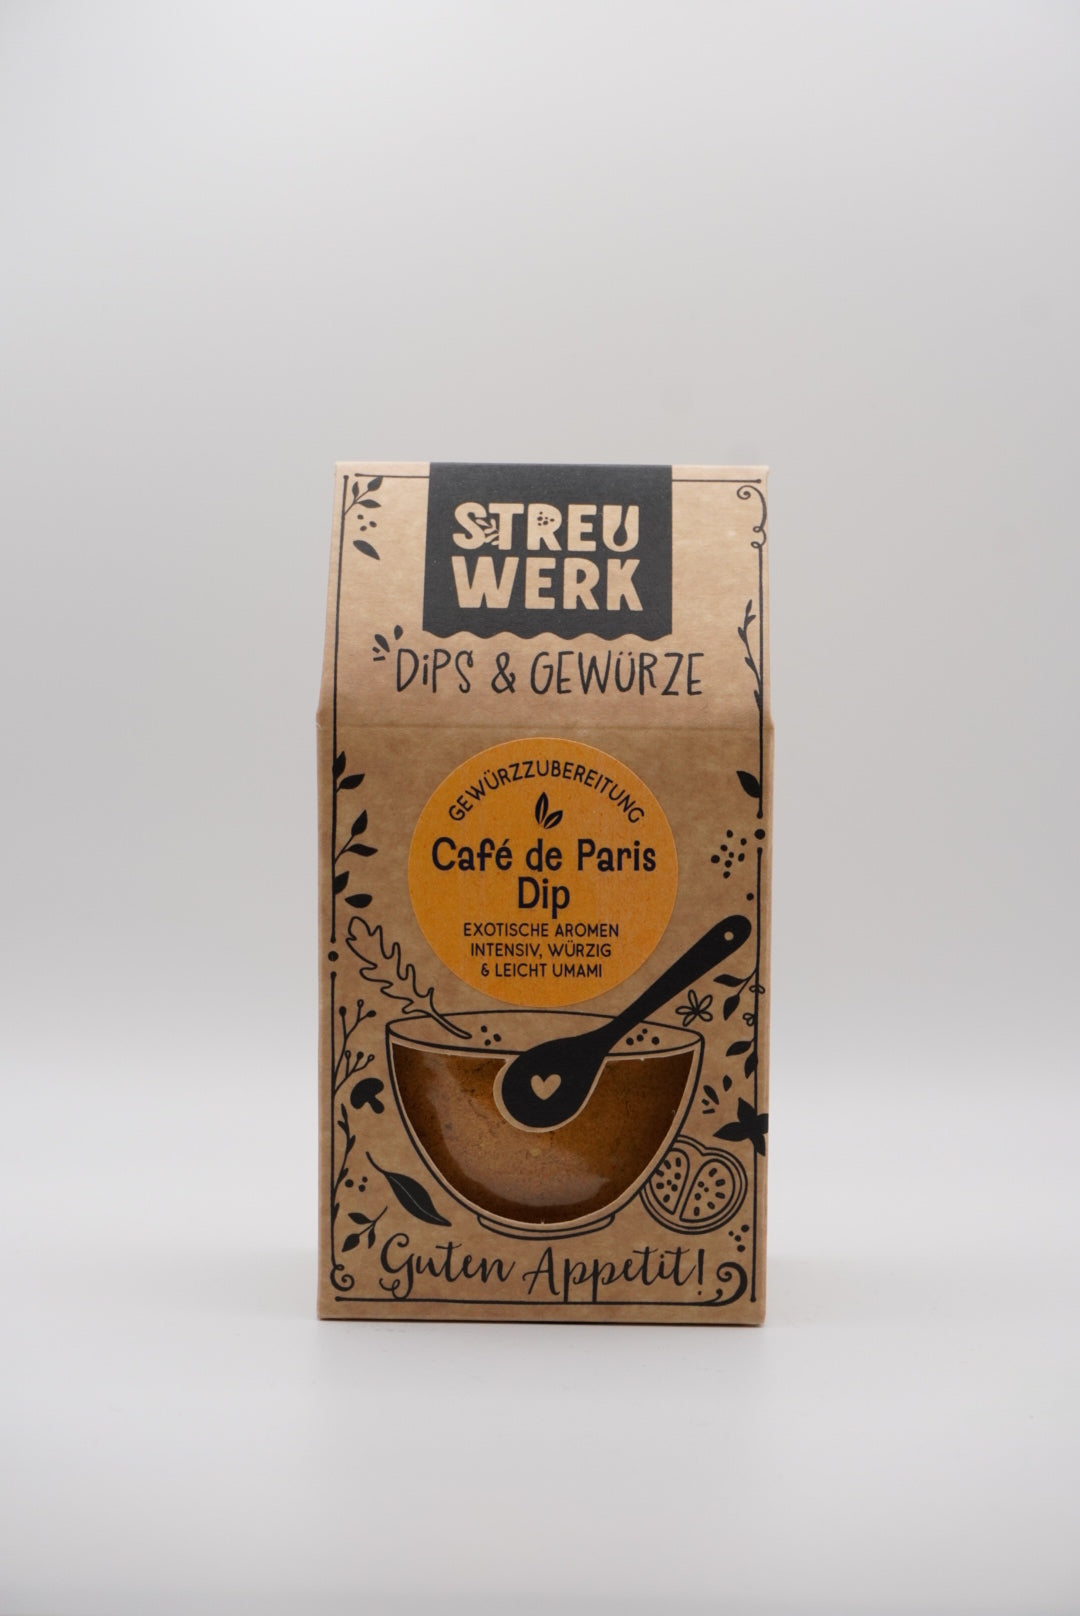 STREU
WERK
DiPS & GEWÜRZE
GEWÜRZZUBEREITUNG
Café de Paris
Dip
EXOTISCHE AROMEN
INTENSIV, WÜRZIG
& LEICHT UMAMI
Guten Appetit!